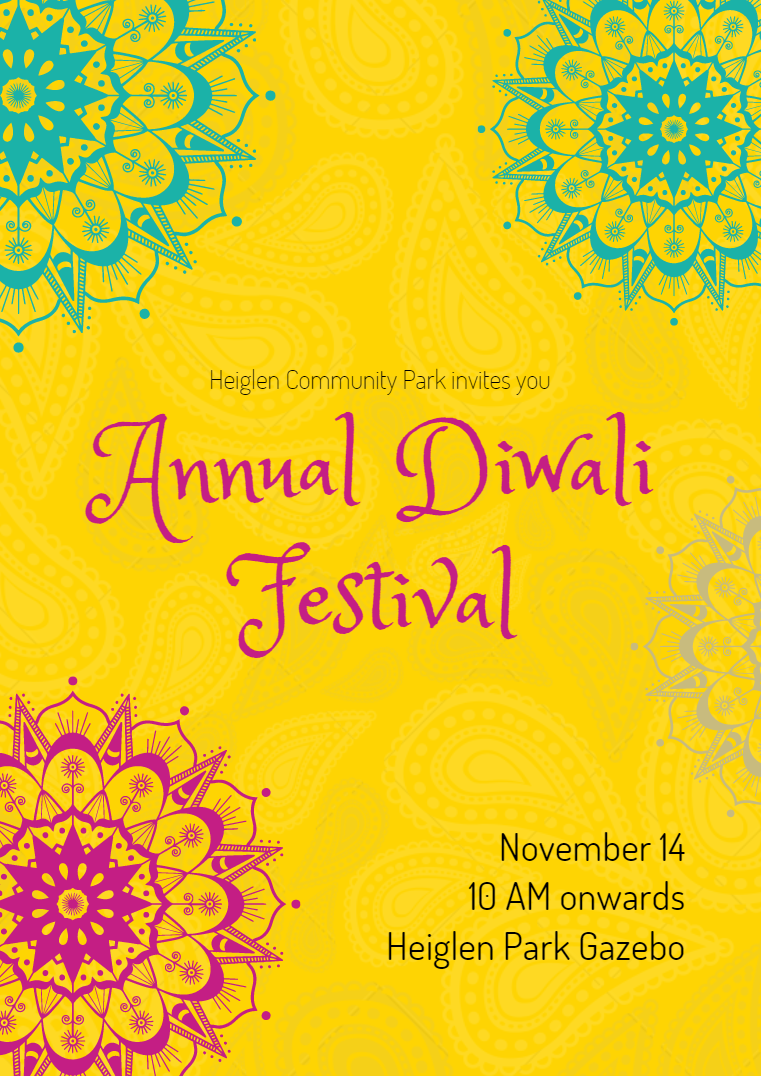 Heiglen Community Park invites you
Annual Diwali
Festival
November 14
10 AM onwards
Heiglen Park Gazebo